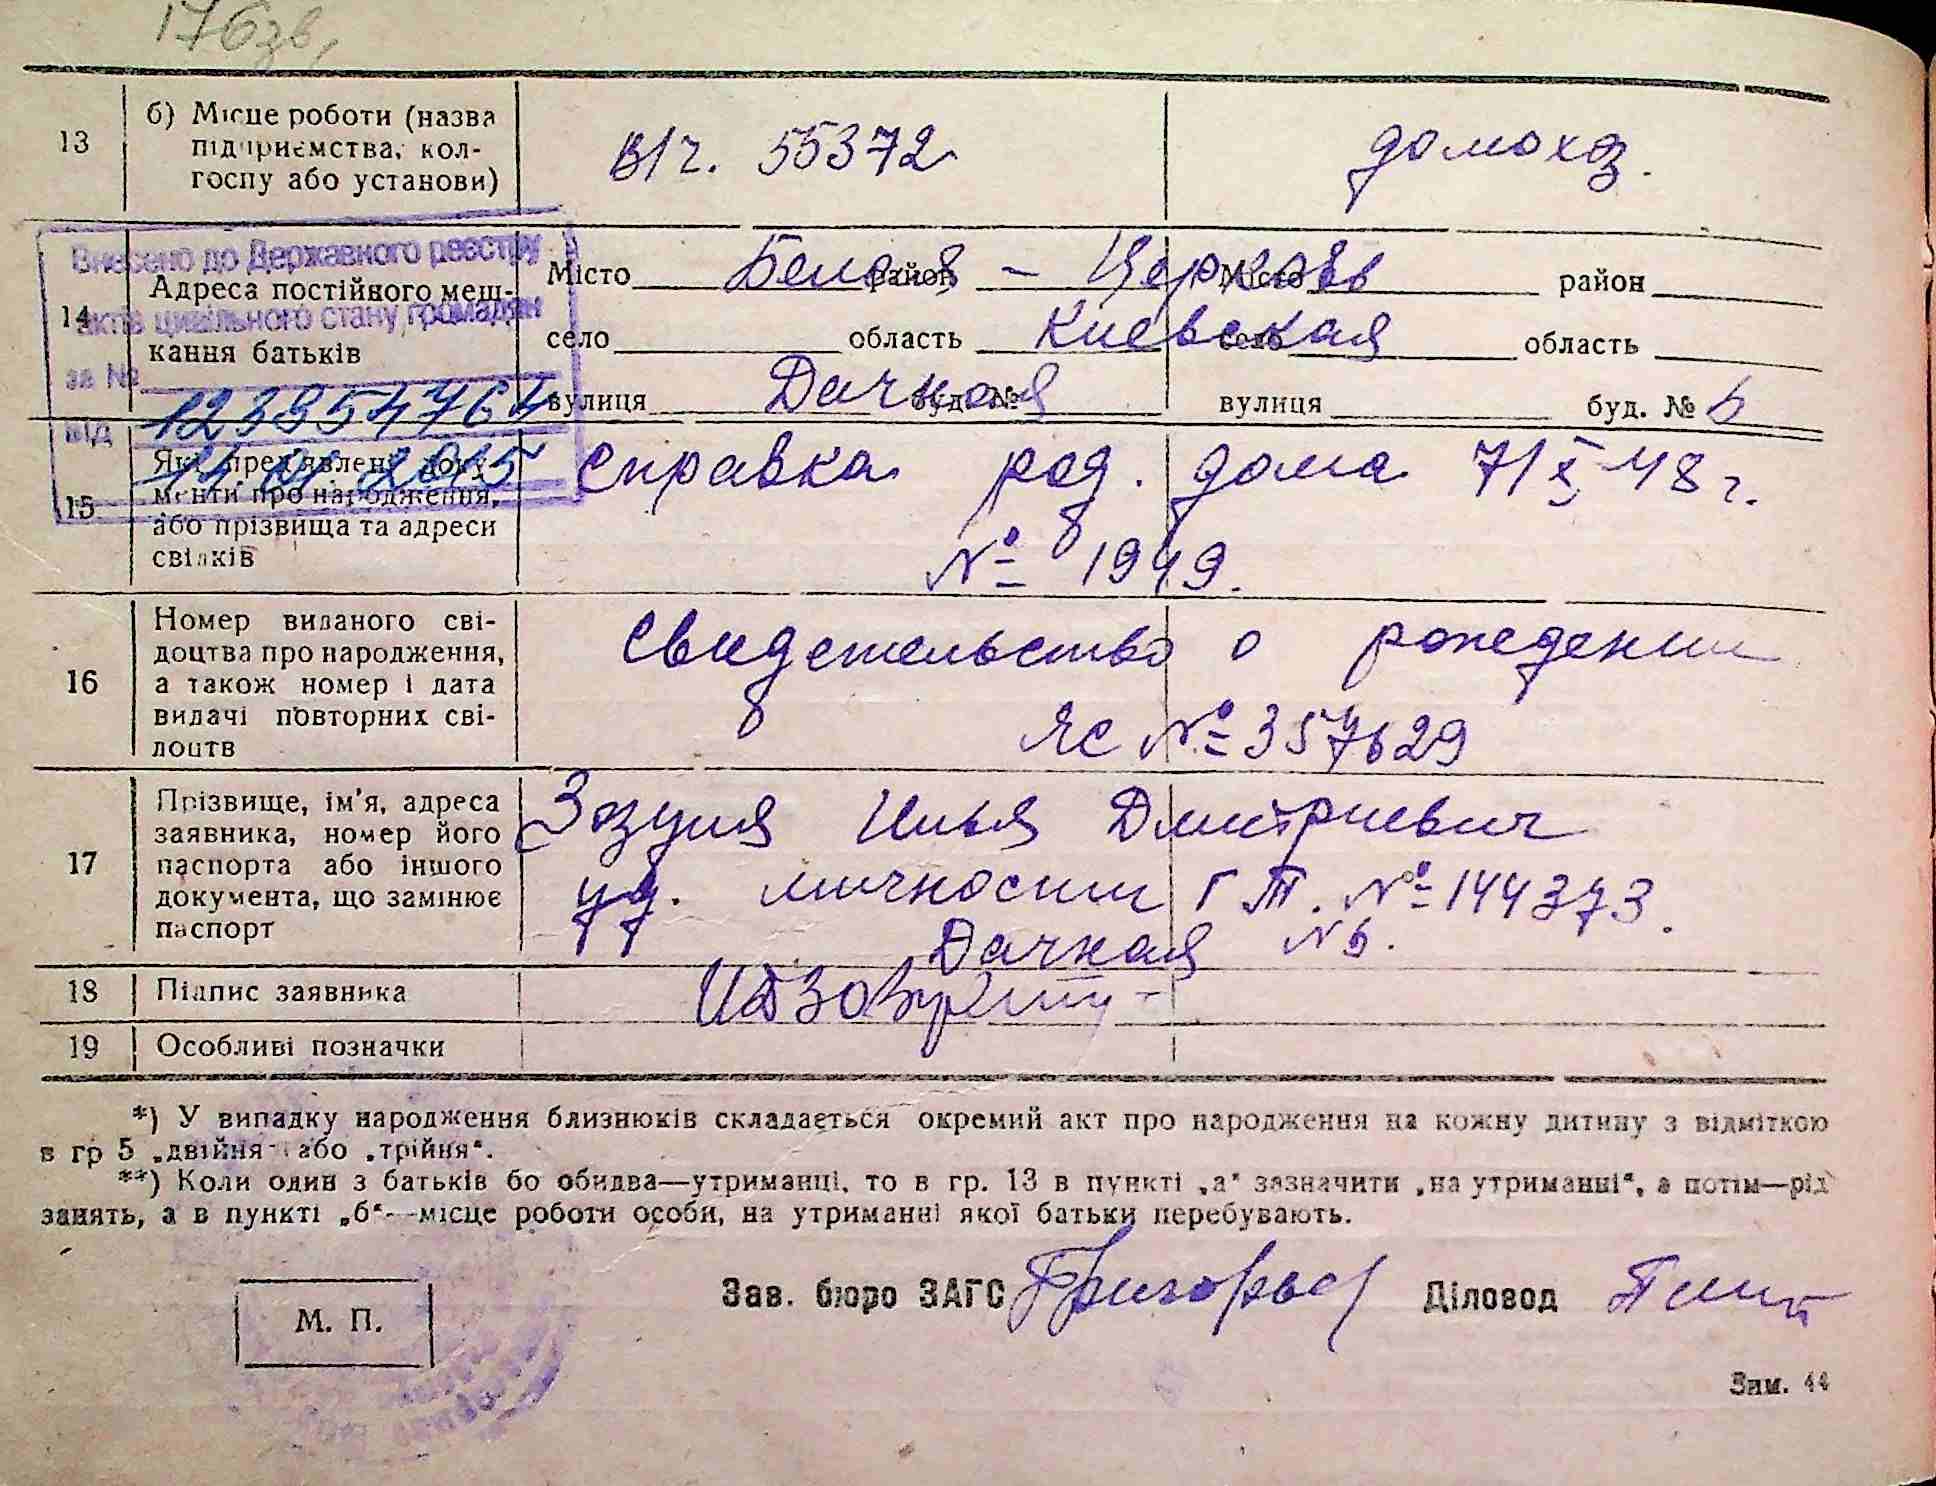 176зв,
13 б) Місце роботи (назва підприємства, колгоспу або установи) в/ч. 55372 домохоз.
Внесено до Державного реєстру
актів цивільного стану громадян
за №
12395476
від
2015
14 Адреса постійного мешкання батьків
Місто Белая район - Церковь Місто район
село область Киевская село область
вулиця Дачная буд. № вулиця буд. № 6
15 Які пред'явлені документи про народження, або прізвища та адреси свідків
справка род. дома 7/X 48 г.
№ 1949.
16 Номер виданого свідоцтва про народження, а також номер і дата видачі повторних свідоцтв
Свидетельство о рождении
ЯС № 357629
17 Прізвище, ім'я, адреса заявника, номер його паспорта або іншого документа, що замінює паспорт
Зозуля Илья Дмитриевич
уд. личности ГТ. № 144373.
Дачная № 6.
18 Підпис заявника
19 Особливі позначки
*) У випадку народження близнюків складається окремий акт про народження на кожну дитину з відміткою
в гр 5 „двійня" або „трійня".
**) Коли один з батьків бо обидва—утриманці, то в гр. 13 в пункті „а" зазначити „на утриманні", а потім—рід
занять, а в пункті „б"—місце роботи особи, на утриманні якої батьки перебувають.
М. П.
Зав. бюро ЗАГС Григорьев Діловод
Зим. 44